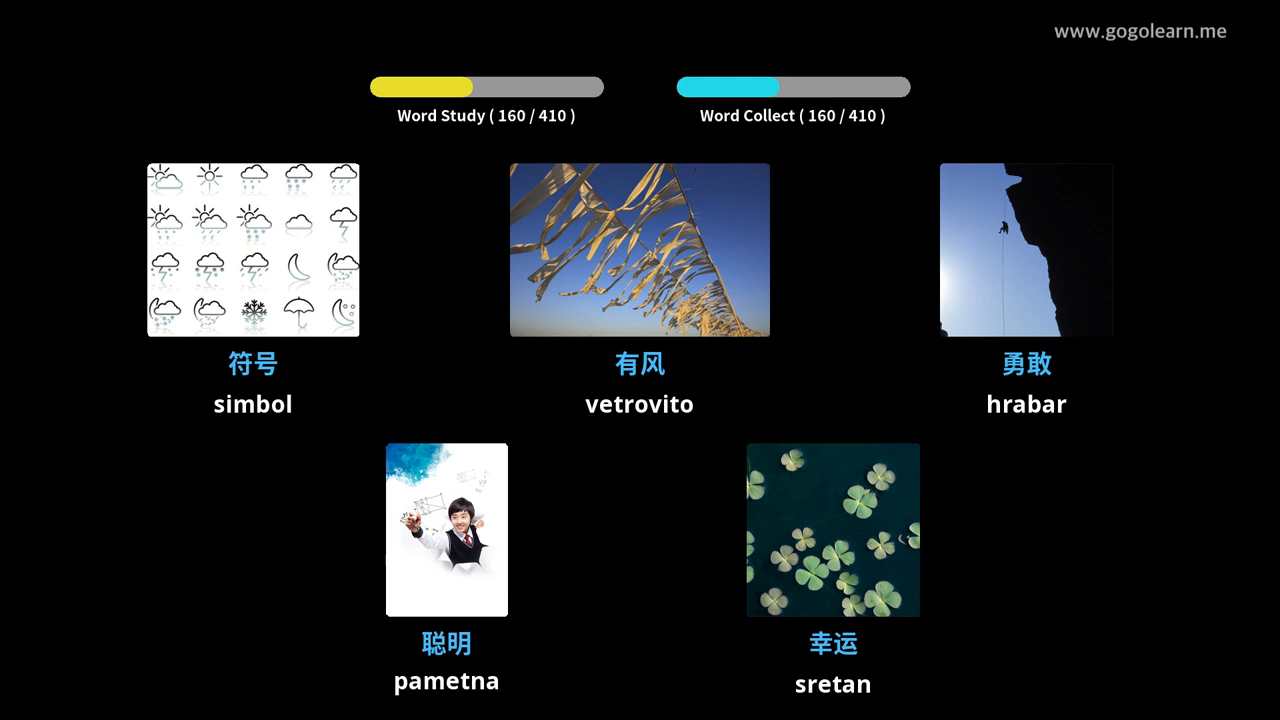 www.gogolearn.me
Word Study ( 160 / 410 )
Word Collect ( 160 / 410 )
符号
simbol
有风
vetrovito
勇敢
hrabar
聪明
pametna
幸运
sretan